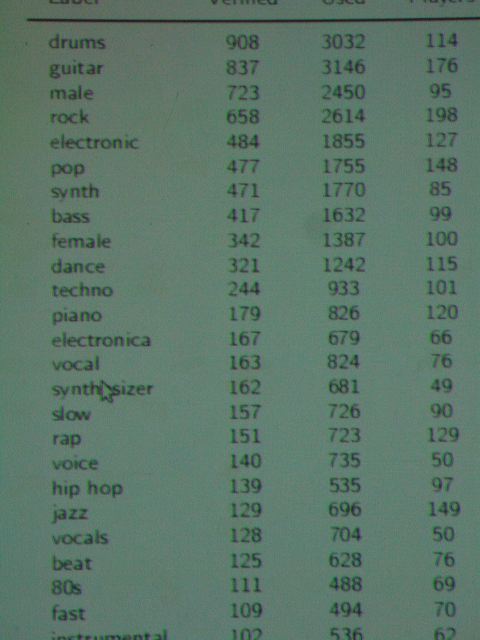 Label Verified Used Players
drums 908 3032 114
guitar 837 3146 176
male 723 2450 95
rock 658 2614 198
electronic 484 1855 127
pop 477 1755 148
synth 471 1770 85
bass 417 1632 99
female 342 1387 100
dance 321 1242 115
techno 244 933 101
piano 179 826 120
electronica 167 679 66
vocal 163 824 76
synthesizer 162 681 49
slow 157 726 90
rap 151 723 129
voice 140 735 50
hip hop 139 535 97
jazz 129 696 149
vocals 128 704 50
beat 125 628 76
80s 111 488 69
fast 109 494 70
instrumental 102 536 62